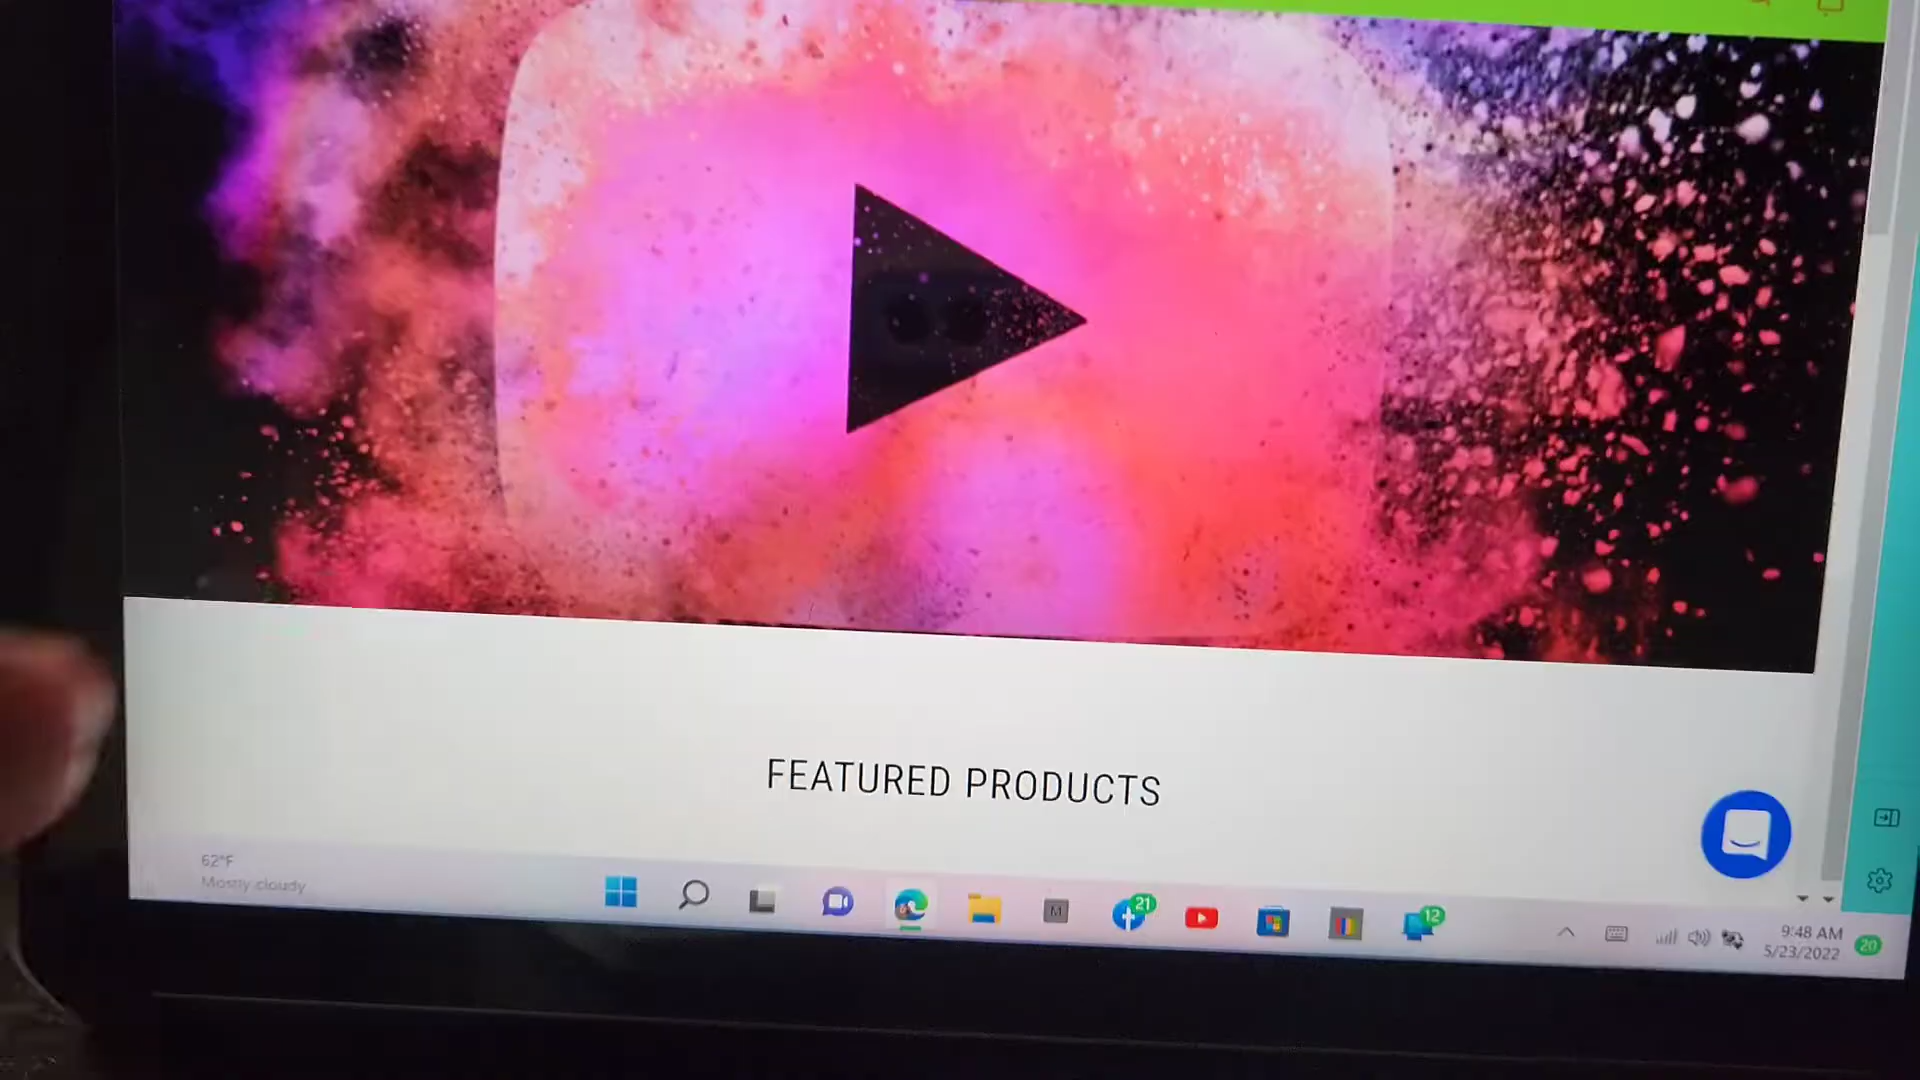 FEATURED PRODUCTS
62°F
Mostly cloudy
M
21
12
9:48 AM
5/23/2022
20